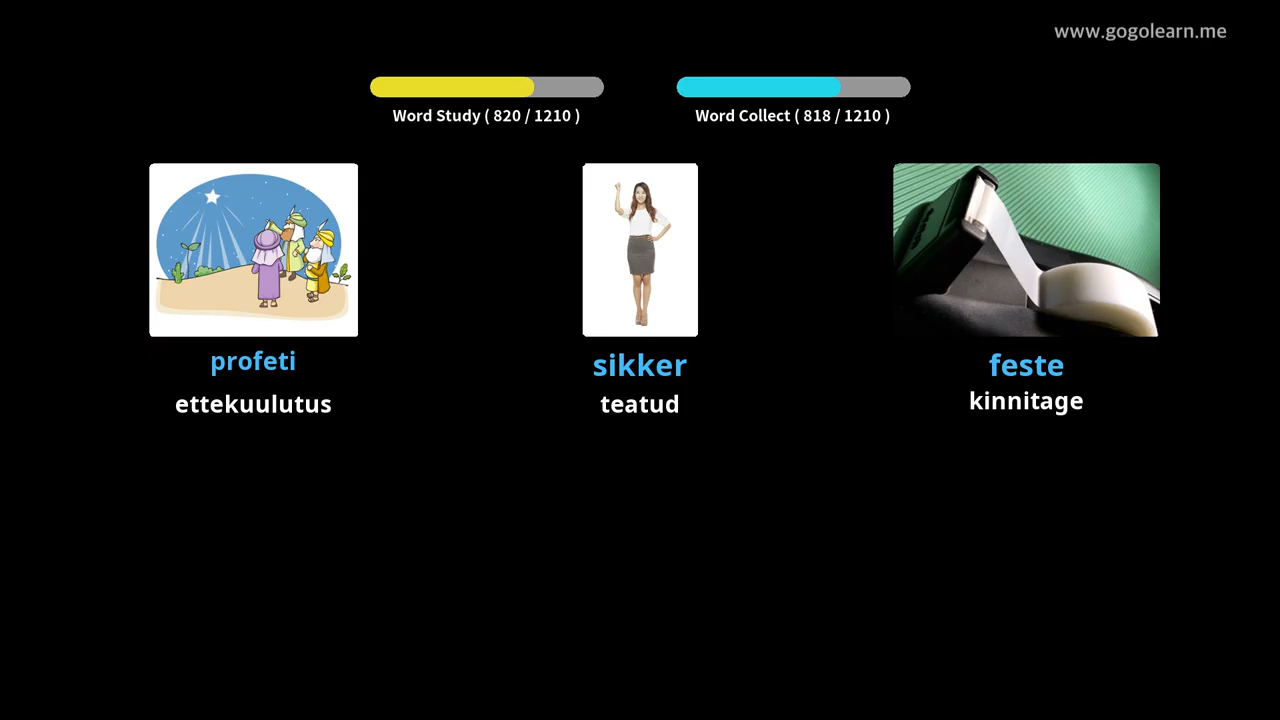 www.gogolearn.me
Word Study ( 820 / 1210 )
Word Collect ( 818 / 1210 )
profeti
sikker
feste
ettekuulutus
teatud
kinnitage